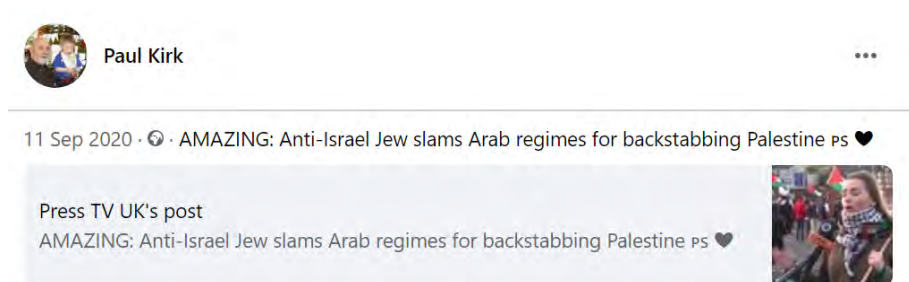 Paul Kirk
11 Sep 2020 · · AMAZING: Anti-Israel Jew slams Arab regimes for backstabbing Palestine PS 🖤
Press TV UK's post
AMAZING: Anti-Israel Jew slams Arab regimes for backstabbing Palestine PS 🖤